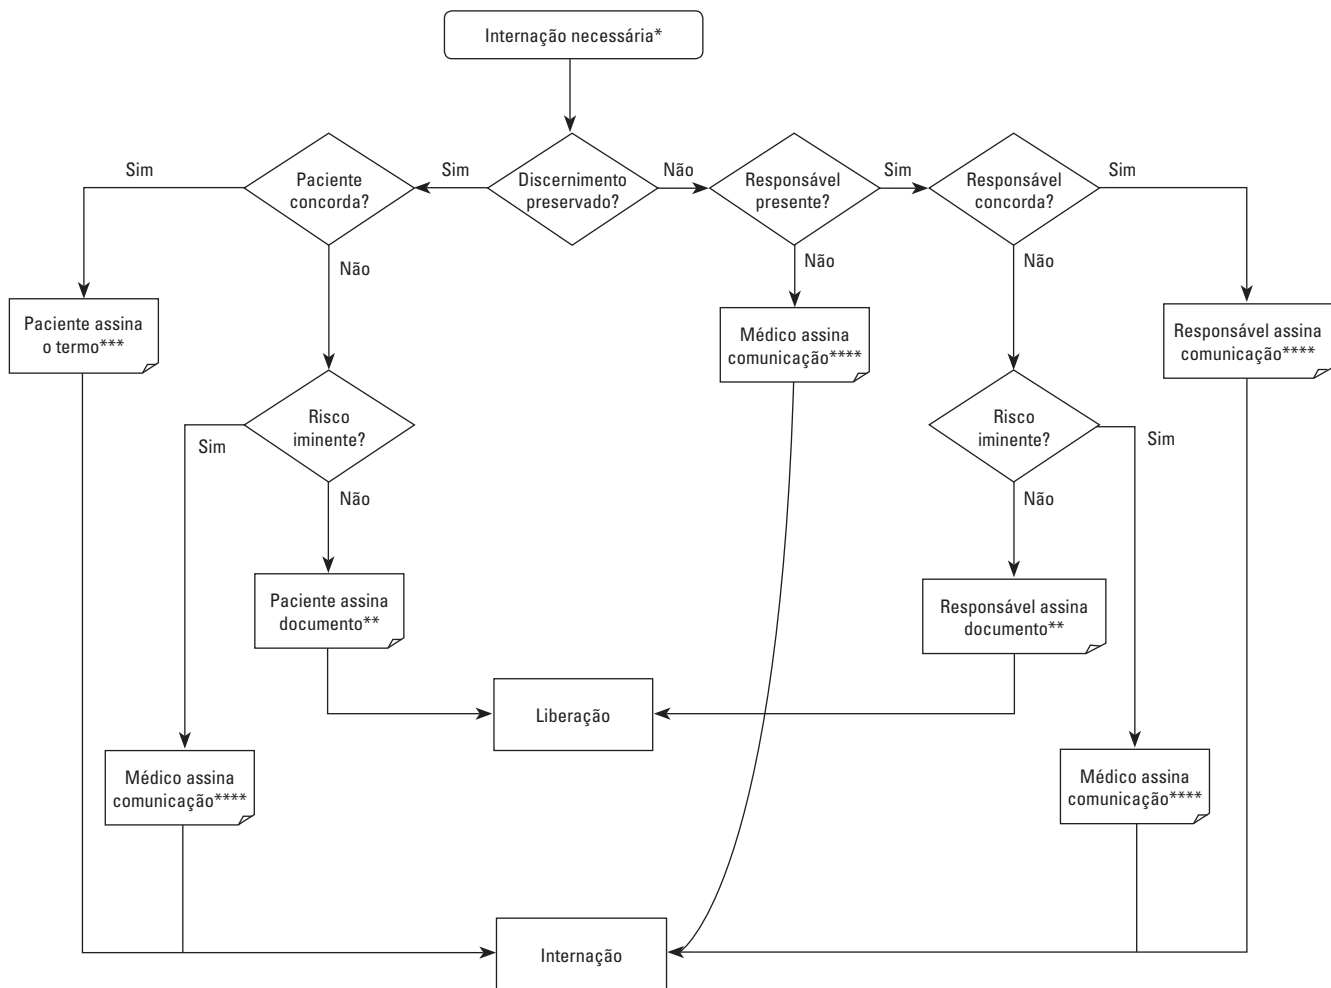 Internação necessária*
Sim
Paciente
concorda?
Sim
Discernimento
preservado?
Não
Responsável
presente?
Sim
Responsável
concorda?
Sim
Não
Não
Não
Paciente assina
o termo***
Médico assina
comunicação****
Responsável assina
comunicação****
Risco
iminente?
Sim
Não
Risco
iminente?
Sim
Não
Paciente assina
documento**
Responsável assina
documento**
Liberação
Médico assina
comunicação****
Médico assina
comunicação****
Internação